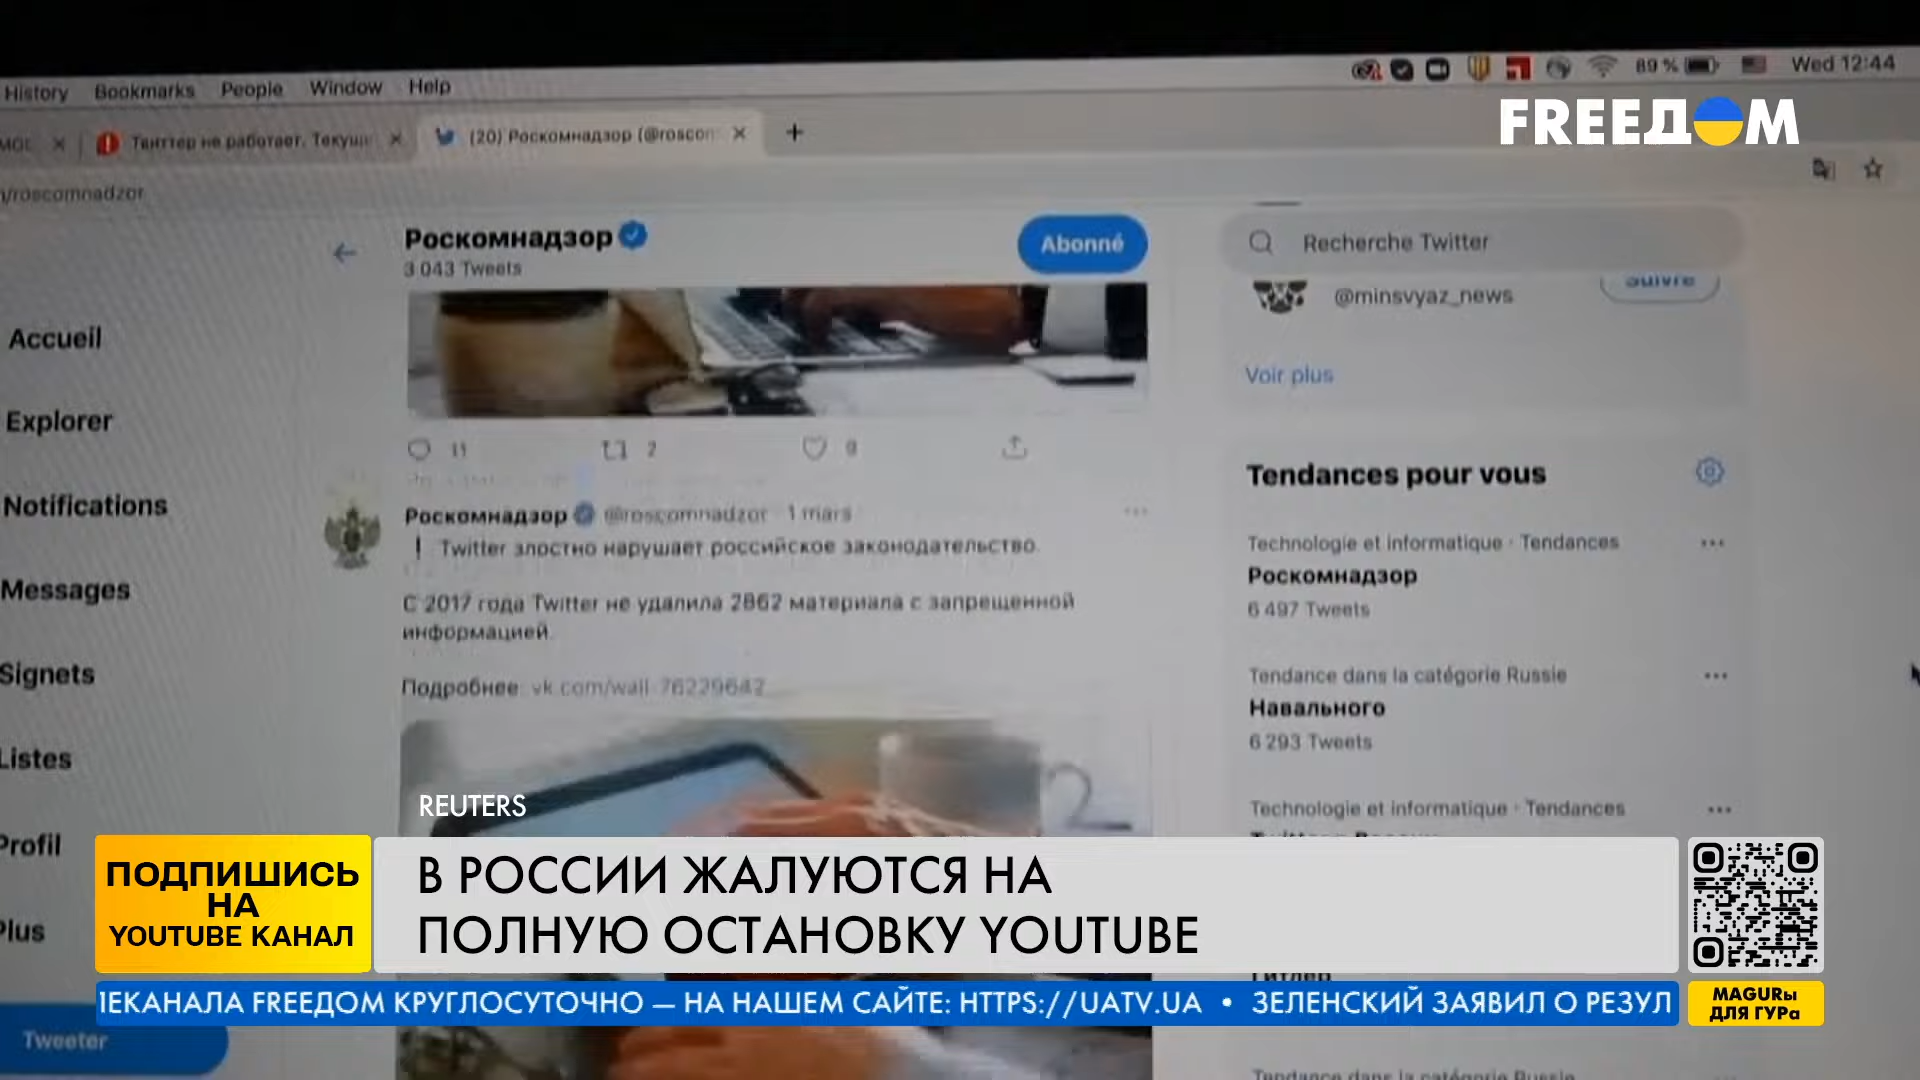 History Bookmarks People Window Help
89 % Wed 12:44
FREEДOM
Твиттер не работает. Текущ
(20) Роскомнадзор (@roscom
/roscomnadzor
Роскомнадзор
3 043 Tweets
Abonné
Recherche Twitter
@minsvyaz_news
Suivre
Voir plus
Accueil
Explorer
Notifications
Messages
Signets
Listes
Profil
Plus
Tweeter
11 2 9
Роскомнадзор @roscomnadzor · 1 mars
! Twitter злостно нарушает российское законодательство.
С 2017 года Twitter не удалила 2862 материала с запрещенной
информацией.
Подробнее: vk.com/wall-76229642_
Tendances pour vous
Technologie et informatique · Tendances
Роскомнадзор
6 497 Tweets
Tendance dans la catégorie Russie
Навального
6 293 Tweets
Technologie et informatique · Tendances
Гитлер
Tendance dans la catégorie Russie
REUTERS
ПОДПИШИСЬ
НА
YOUTUBE КАНАЛ
В РОССИИ ЖАЛУЮТСЯ НА
ПОЛНУЮ ОСТАНОВКУ YOUTUBE
ЛЕКАНАЛА FREEДОМ КРУГЛОСУТОЧНО — НА НАШЕМ САЙТЕ: HTTPS://UATV.UA • ЗЕЛЕНСКИЙ ЗАЯВИЛ О РЕЗУЛ
MAGURы
ДЛЯ ГУРа